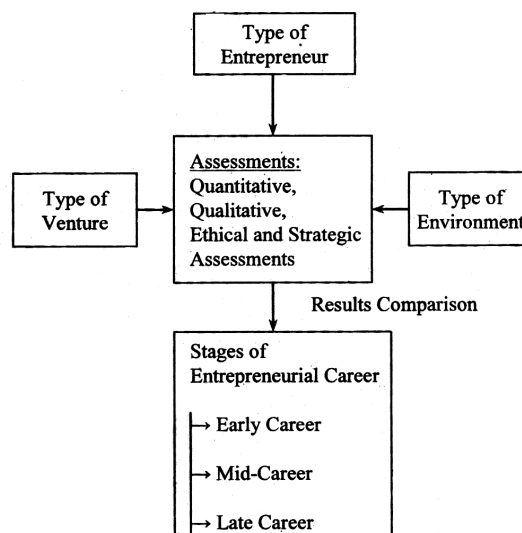 Type of
Entrepreneur
Assessments:
Quantitative,
Qualitative,
Ethical and Strategic
Assessments
Type of
Venture
Type of
Environment
Results Comparison
Stages of
Entrepreneurial Career
→ Early Career
→ Mid-Career
→ Late Career